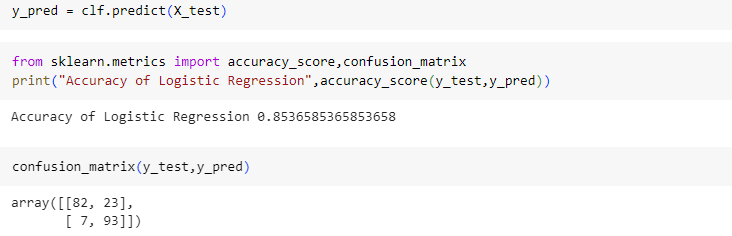 y_pred = clf.predict(X_test)
from sklearn.metrics import accuracy_score,confusion_matrix
print("Accuracy of Logistic Regression",accuracy_score(y_test,y_pred))
Accuracy of Logistic Regression 0.8536585365853658
confusion_matrix(y_test,y_pred)
array([[82, 23],
       [ 7, 93]])